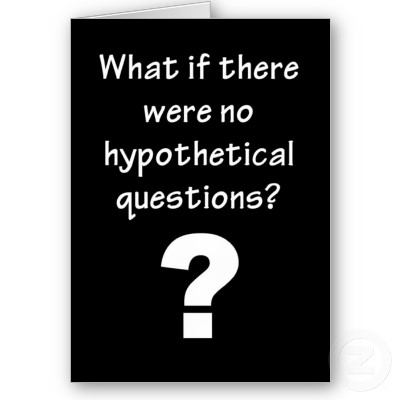 What if there
were no
hypothetical
questions?
?
Z